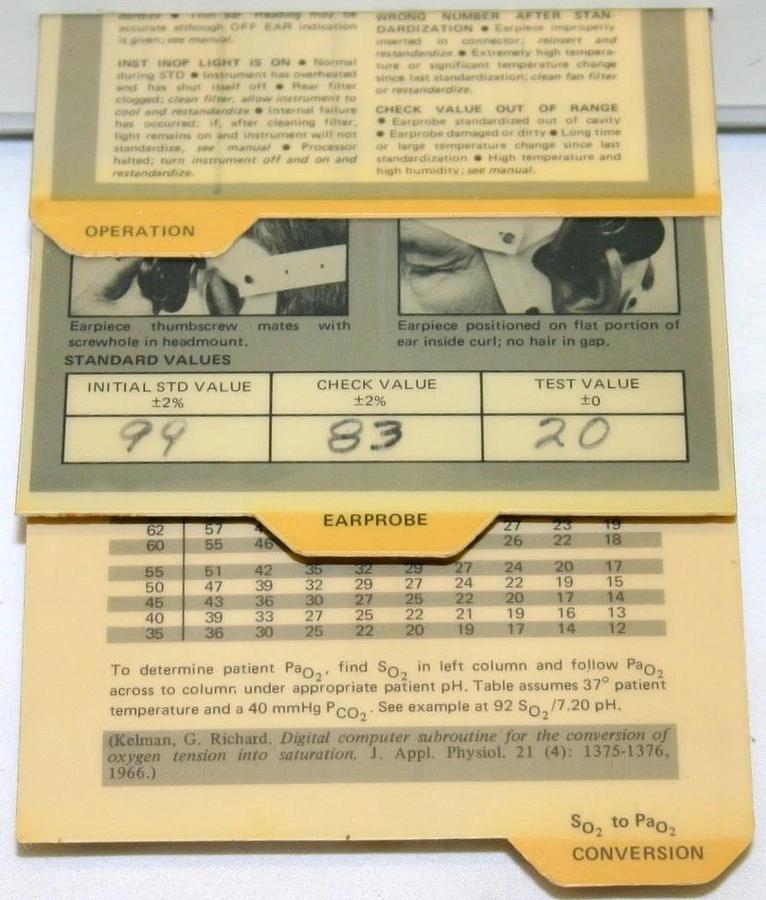 dardize ● Thin ear. Reading may be
accurate although OFF EAR indication
is given; see manual.
INST INOP LIGHT IS ON ● Normal
during STD ● Instrument has overheated
and has shut itself off ● Rear filter
clogged; clean filter, allow instrument to
cool and restandardize ● Internal failure
has occurred; if, after cleaning filter,
light remains on and instrument will not
standardize, see manual ● Processor
halted; turn instrument off and on and
restandardize.
WRONG NUMBER AFTER STAN-
DARDIZATION ● Earpiece improperly
inserted in connector; reinsert and
restandardize ● Extremely high tempera-
ture or significant temperature change
since last standardization; clean fan filter
or restandardize.
CHECK VALUE OUT OF RANGE
● Earprobe standardized out of cavity
● Earprobe damaged or dirty ● Long time
or large temperature change since last
standardization ● High temperature and
high humidity; see manual.
OPERATION
Earpiece thumbscrew mates with
screwhole in headmount.
Earpiece positioned on flat portion of
ear inside curl; no hair in gap.
STANDARD VALUES
INITIAL STD VALUE ±2% CHECK VALUE ±2% TEST VALUE ±0
99 83 20
EARPROBE
62 57 27 23 19
60 55 46 26 22 18
55 51 42 35 32 29 27 24 20 17
50 47 39 32 29 27 24 22 19 15
45 43 36 30 27 25 22 20 17 14
40 39 33 27 25 22 21 19 16 13
35 36 30 25 22 20 19 17 14 12
To determine patient PaO2, find SO2 in left column and follow PaO2
across to column under appropriate patient pH. Table assumes 37° patient
temperature and a 40 mmHg PCO2. See example at 92 SO2/7.20 pH.
(Kelman, G. Richard. Digital computer subroutine for the conversion of
oxygen tension into saturation. J. Appl. Physiol. 21 (4): 1375-1376,
1966.)
SO2 to PaO2
CONVERSION